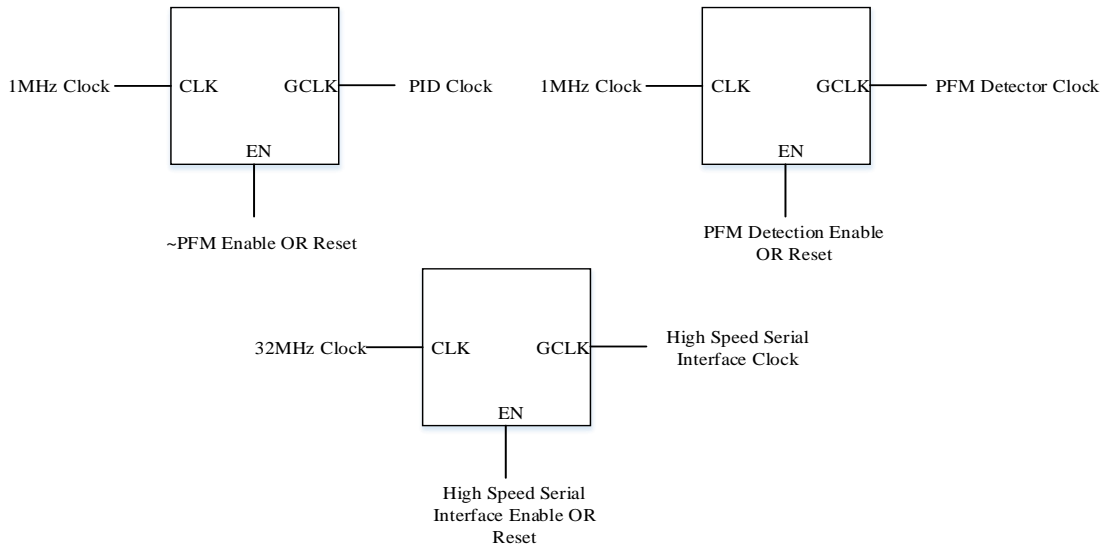 1MHz Clock
CLK
GCLK
PID Clock
EN
~PFM Enable OR Reset
1MHz Clock
CLK
GCLK
PFM Detector Clock
EN
PFM Detection Enable
OR Reset
32MHz Clock
CLK
GCLK
High Speed Serial
Interface Clock
EN
High Speed Serial
Interface Enable OR
Reset